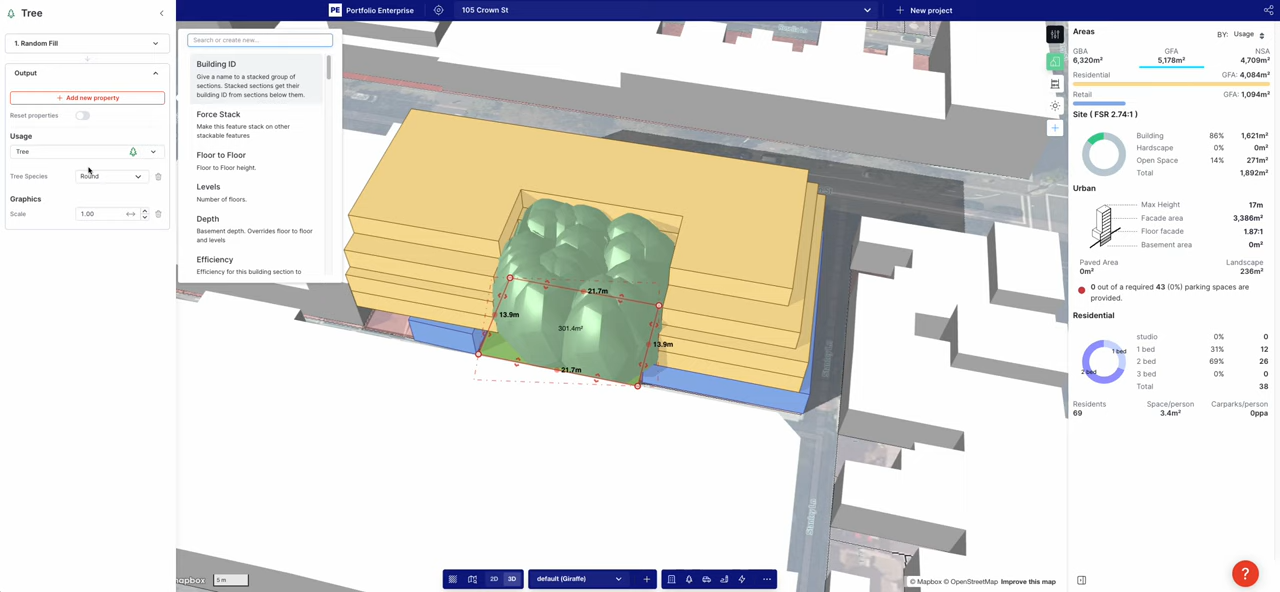 Tree
PE Portfolio Enterprise
105 Crown St
New project
1. Random Fill
Output
Add new property
Reset properties
Usage
Tree
Tree Species
Round
Graphics
Scale
1.00
Search or create new...
Building ID
Give a name to a stacked group of
sections. Stacked sections get their
building ID from sections below them.
Force Stack
Make this feature stack on other
stackable features
Floor to Floor
Floor to Floor height.
Levels
Number of floors.
Depth
Basement depth. Overrides floor to floor
and levels
Efficiency
Efficiency for this building section to
21.7m
13.9m
301.4m²
13.9m
21.7m
mapbox
5 m
2D
3D
default (Giraffe)
© Mapbox © OpenStreetMap Improve this map
Areas
BY: Usage
GBA
GFA
NSA
6,320m²
5,178m²
4,709m²
Residential
GFA: 4,084m²
Retail
GFA: 1,094m²
Site ( FSR 2.74:1 )
Building 86% 1,621m²
Hardscape 0% 0m²
Open Space 14% 271m²
Total 1,892m²
Urban
Max Height 17m
Facade area 3,386m²
Floor facade 1.87:1
Basement area 0m²
Paved Area
Landscape
0m²
236m²
0 out of a required 43 (0%) parking spaces are
provided.
Residential
1 bed
2 bed
studio 0% 0
1 bed 31% 12
2 bed 69% 26
3 bed 0% 0
Total 38
Residents
Space/person
Carparks/person
69
3.4m²
0ppa
?